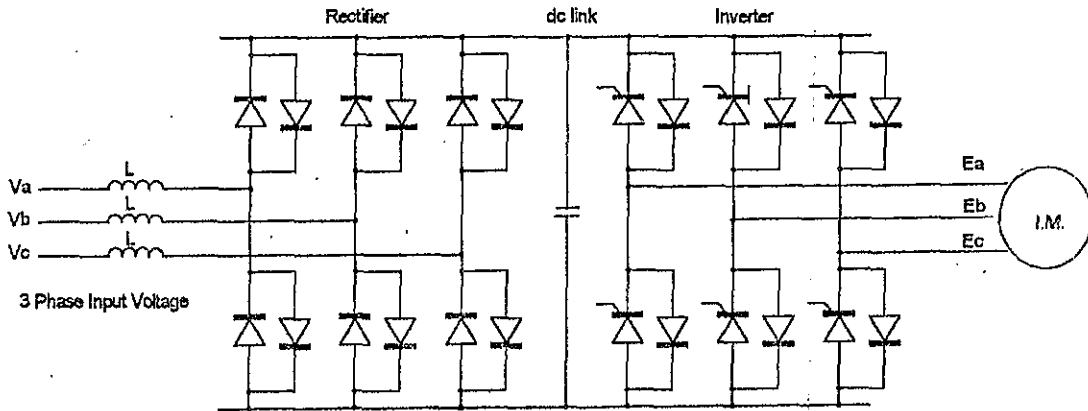 Rectifier dc link Inverter
L
Va
L
Vb
L
Vc
3 Phase Input Voltage
Ea
Eb
Ec
I.M.